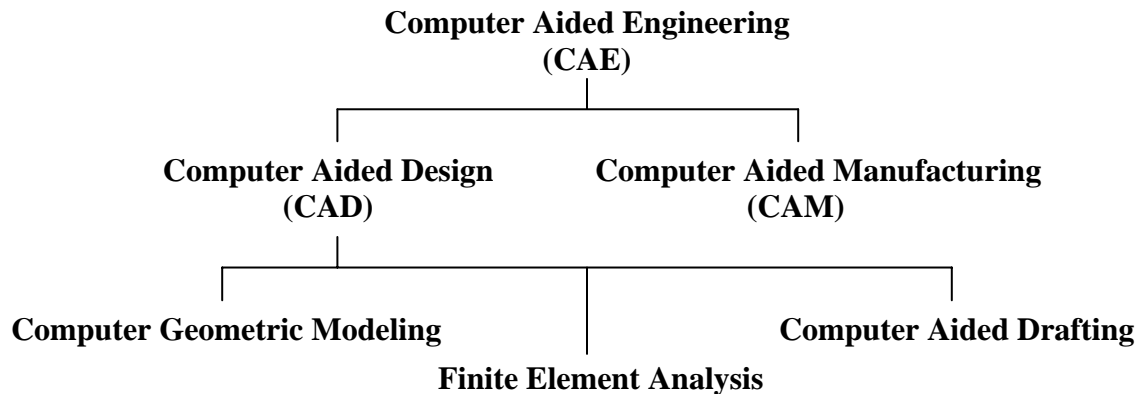 Computer Aided Engineering
(CAE)
Computer Aided Design
(CAD)
Computer Aided Manufacturing
(CAM)
Computer Geometric Modeling
Computer Aided Drafting
Finite Element Analysis